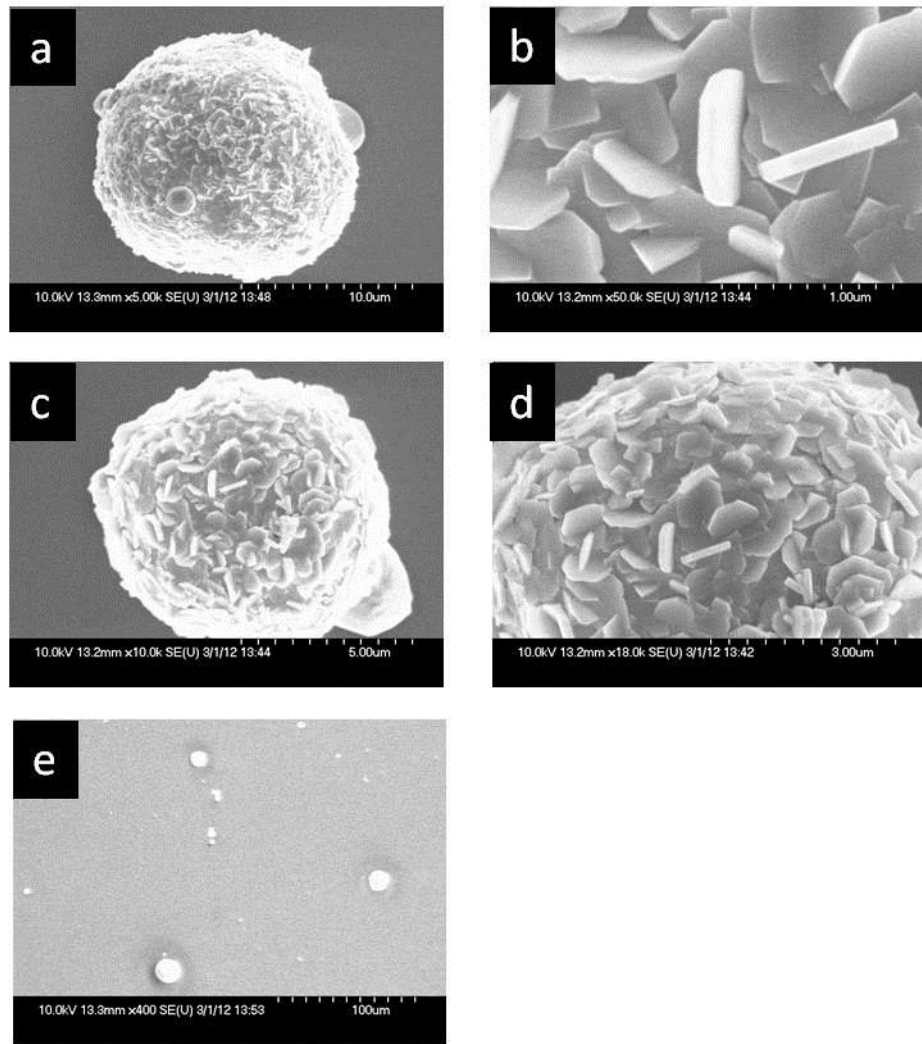 a
10.0kV 13.3mm x5.00k SE(U) 3/1/12 13:48 10.0um
b
10.0kV 13.2mm x50.0k SE(U) 3/1/12 13:44 1.00um
c
10.0kV 13.2mm x10.0k SE(U) 3/1/12 13:44 5.00um
d
10.0kV 13.2mm x18.0k SE(U) 3/1/12 13:42 3.00um
e
10.0kV 13.3mm x400 SE(U) 3/1/12 13:53 100um